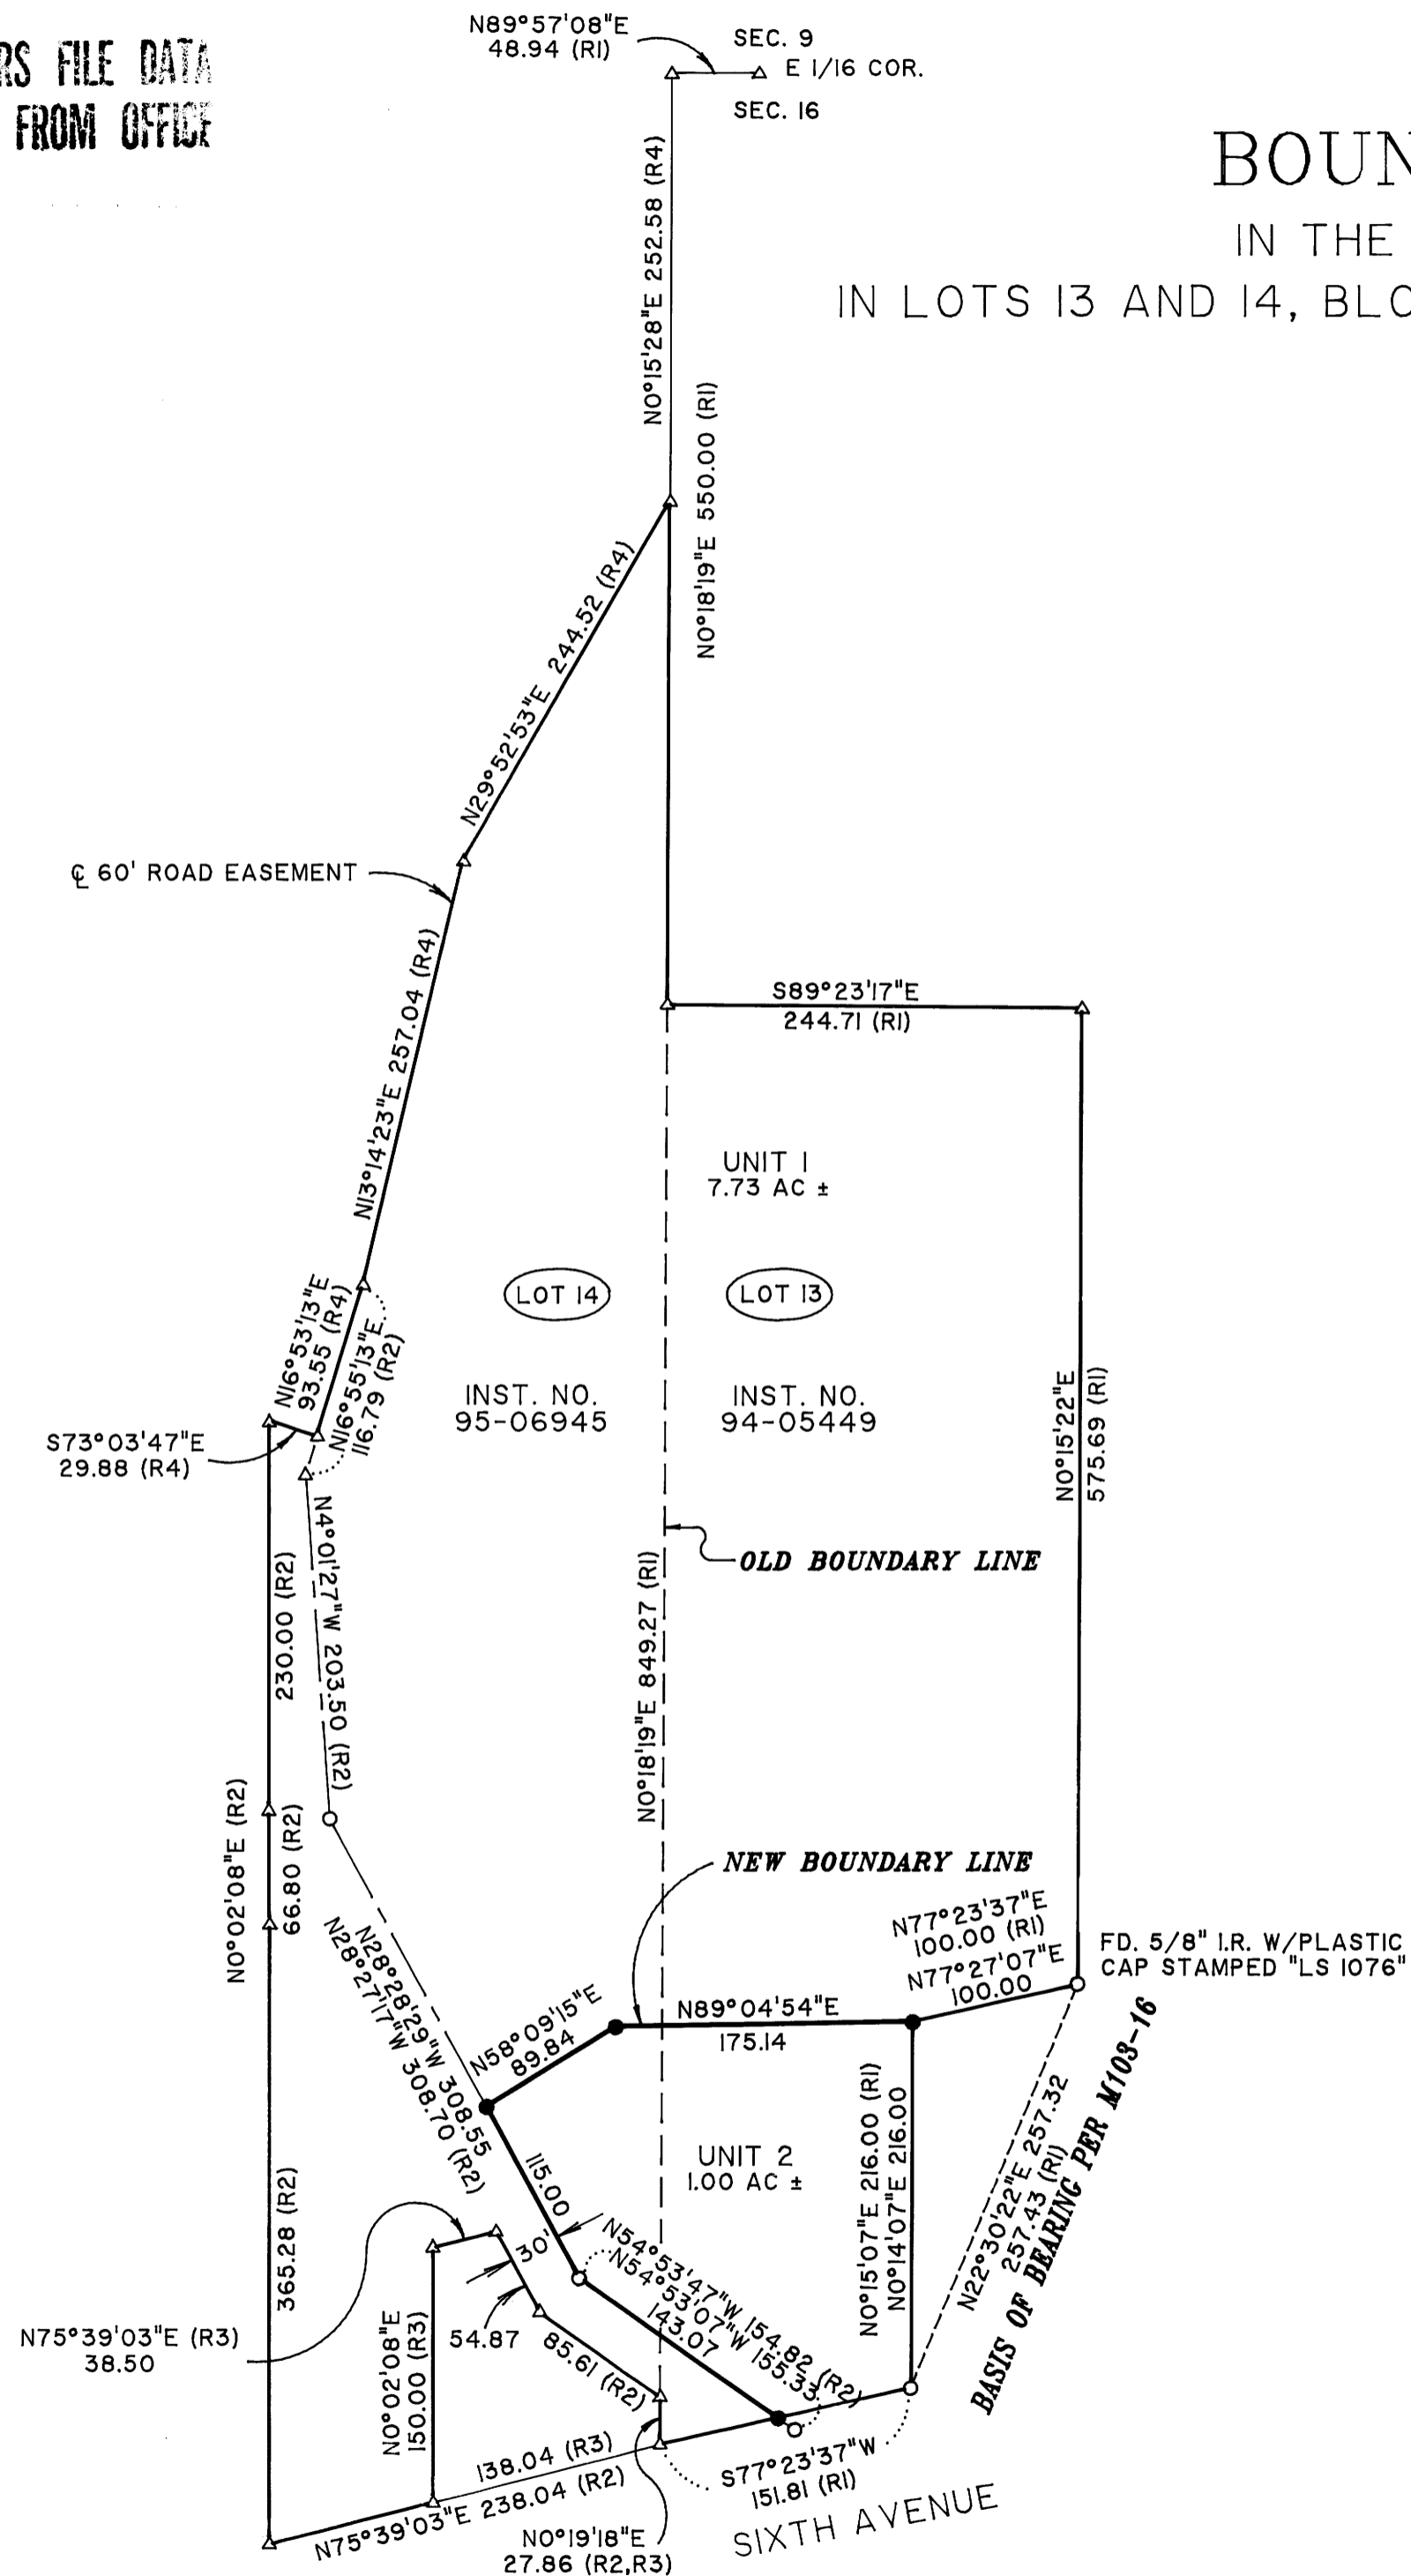 RS FILE DATA
FROM OFFICE
N89°57'08"E
48.94 (R1)
SEC. 9
E 1/16 COR.
SEC. 16
BOUN
IN THE
IN LOTS 13 AND 14, BLO
N0°15'28"E 252.58 (R4)
N0°18'19"E 550.00 (R1)
N29°52'53"E 244.52 (R4)
℄ 60' ROAD EASEMENT
N13°14'23"E 257.04 (R4)
S89°23'17"E
244.71 (R1)
UNIT 1
7.73 AC ±
LOT 14
LOT 13
N16°53'13"E
93.55 (R4)
N16°55'13"E
116.79 (R2)
INST. NO.
95-06945
INST. NO.
94-05449
N0°15'22"E
575.69 (R1)
S73°03'47"E
29.88 (R4)
N4°01'27"W 203.50 (R2)
230.00 (R2)
OLD BOUNDARY LINE
N0°18'19"E 849.27 (R1)
N0°02'08"E (R2)
66.80 (R2)
NEW BOUNDARY LINE
N77°23'37"E
100.00 (R1)
N77°27'07"E
100.00
FD. 5/8" I.R. W/PLASTIC
CAP STAMPED "LS 1076"
N28°28'29"W 308.55
N28°27'17"W 308.70 (R2)
N58°09'15"E
89.84
N89°04'54"E
175.14
N22°30'22"E 257.32
257.43 (R1)
BASIS OF BEARING PER M103-16
N0°15'07"E 216.00 (R1)
N0°14'07"E 216.00
UNIT 2
1.00 AC ±
115.00
365.28 (R2)
30'
N54°53'47"W 154.82 (R2)
N54°53'07"W 155.33
143.07
N75°39'03"E (R3)
38.50
N0°02'08"E
150.00 (R3)
54.87
85.61 (R2)
138.04 (R3)
N75°39'03"E 238.04 (R2)
S77°23'37"W
151.81 (R1)
N0°19'18"E
27.86 (R2,R3)
SIXTH AVENUE